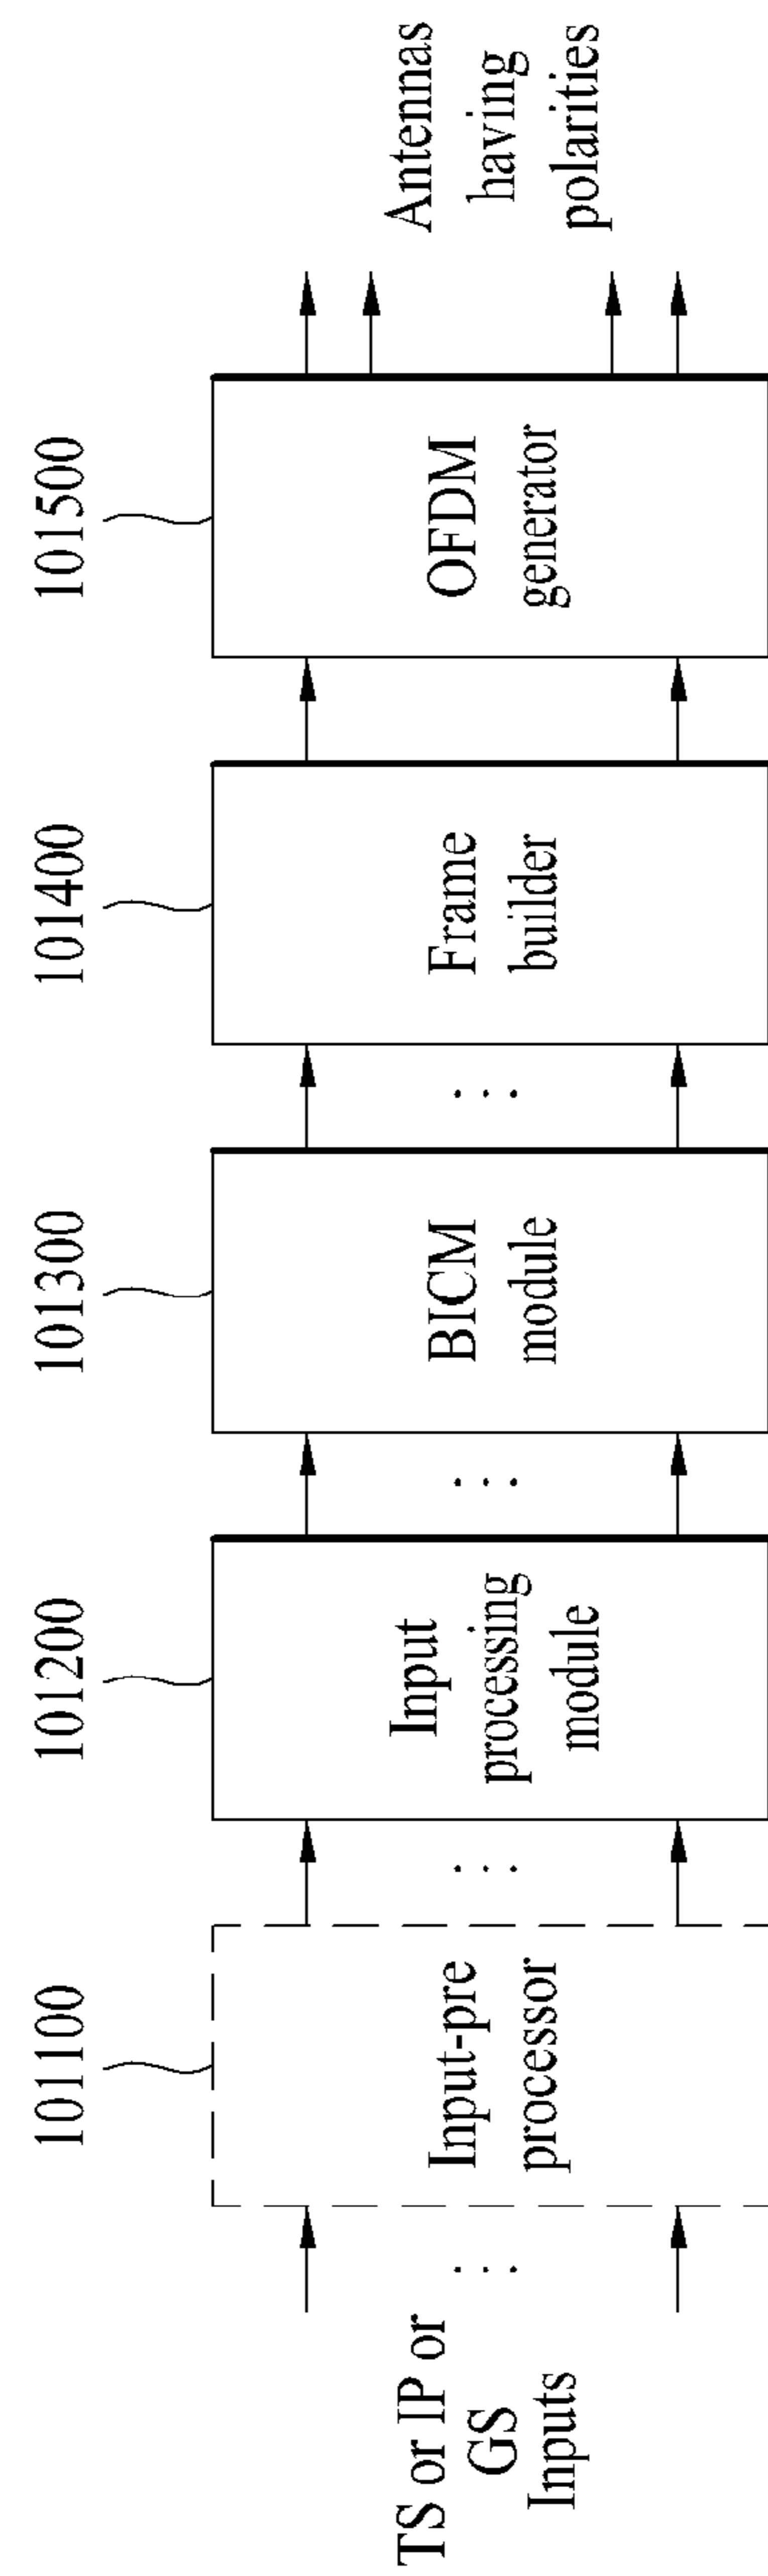 101100
101200
101300
101400
101500
TS or IP or
GS
Inputs
Input-pre
processor
Input
processing
module
BICM
module
Frame
builder
OFDM
generator
Antennas
having
polarities